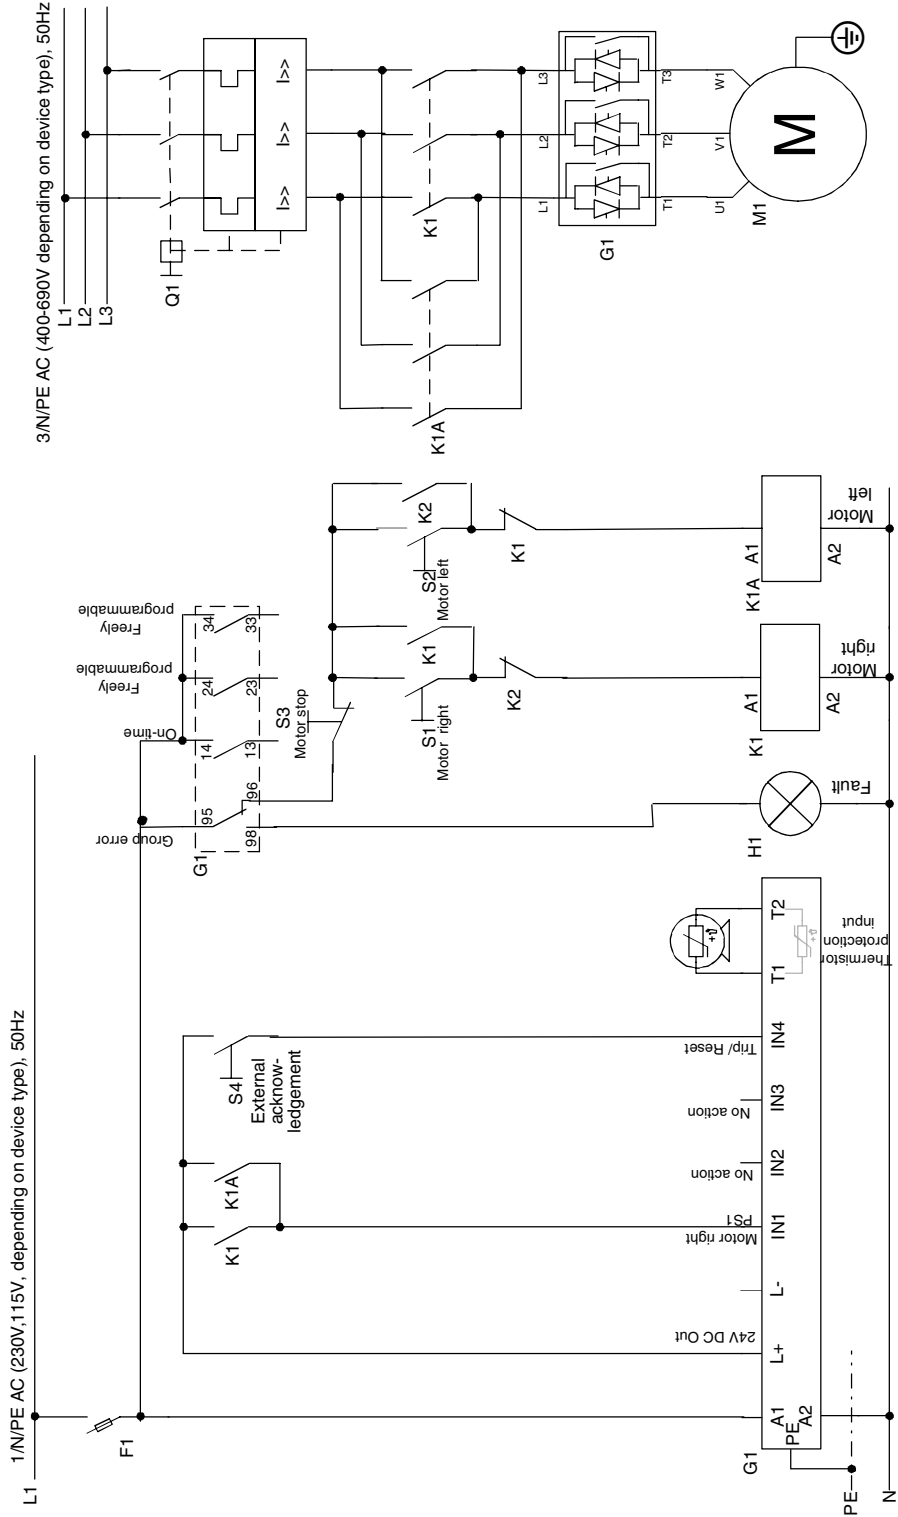 1/N/PE AC (230V,115V, depending on device type), 50Hz
L1
F1
G1
Group error
95
98
96
On-time
14
13
Freely
programmable
24
23
Freely
programmable
34
33
S3
Motor stop
K1
K1A
S4
External
acknow-
ledgement
S1
Motor right
K1
K2
S2
Motor left
K2
K1
24V DC Out
Motor right
PS1
No action
No action
Trip/ Reset
G1
A1
PE
A2
L+
L-
IN1
IN2
IN3
IN4
T1
T2
Thermistor
protection
input
+ϑ
H1
Fault
K1
A1
A2
Motor
right
K1A
A1
A2
Motor
left
PE
N
3/N/PE AC (400-690V depending on device type), 50Hz
L1
L2
L3
Q1
I>>
I>>
I>>
K1A
K1
L1
L2
L3
G1
T1
T2
T3
U1
V1
W1
M1
M